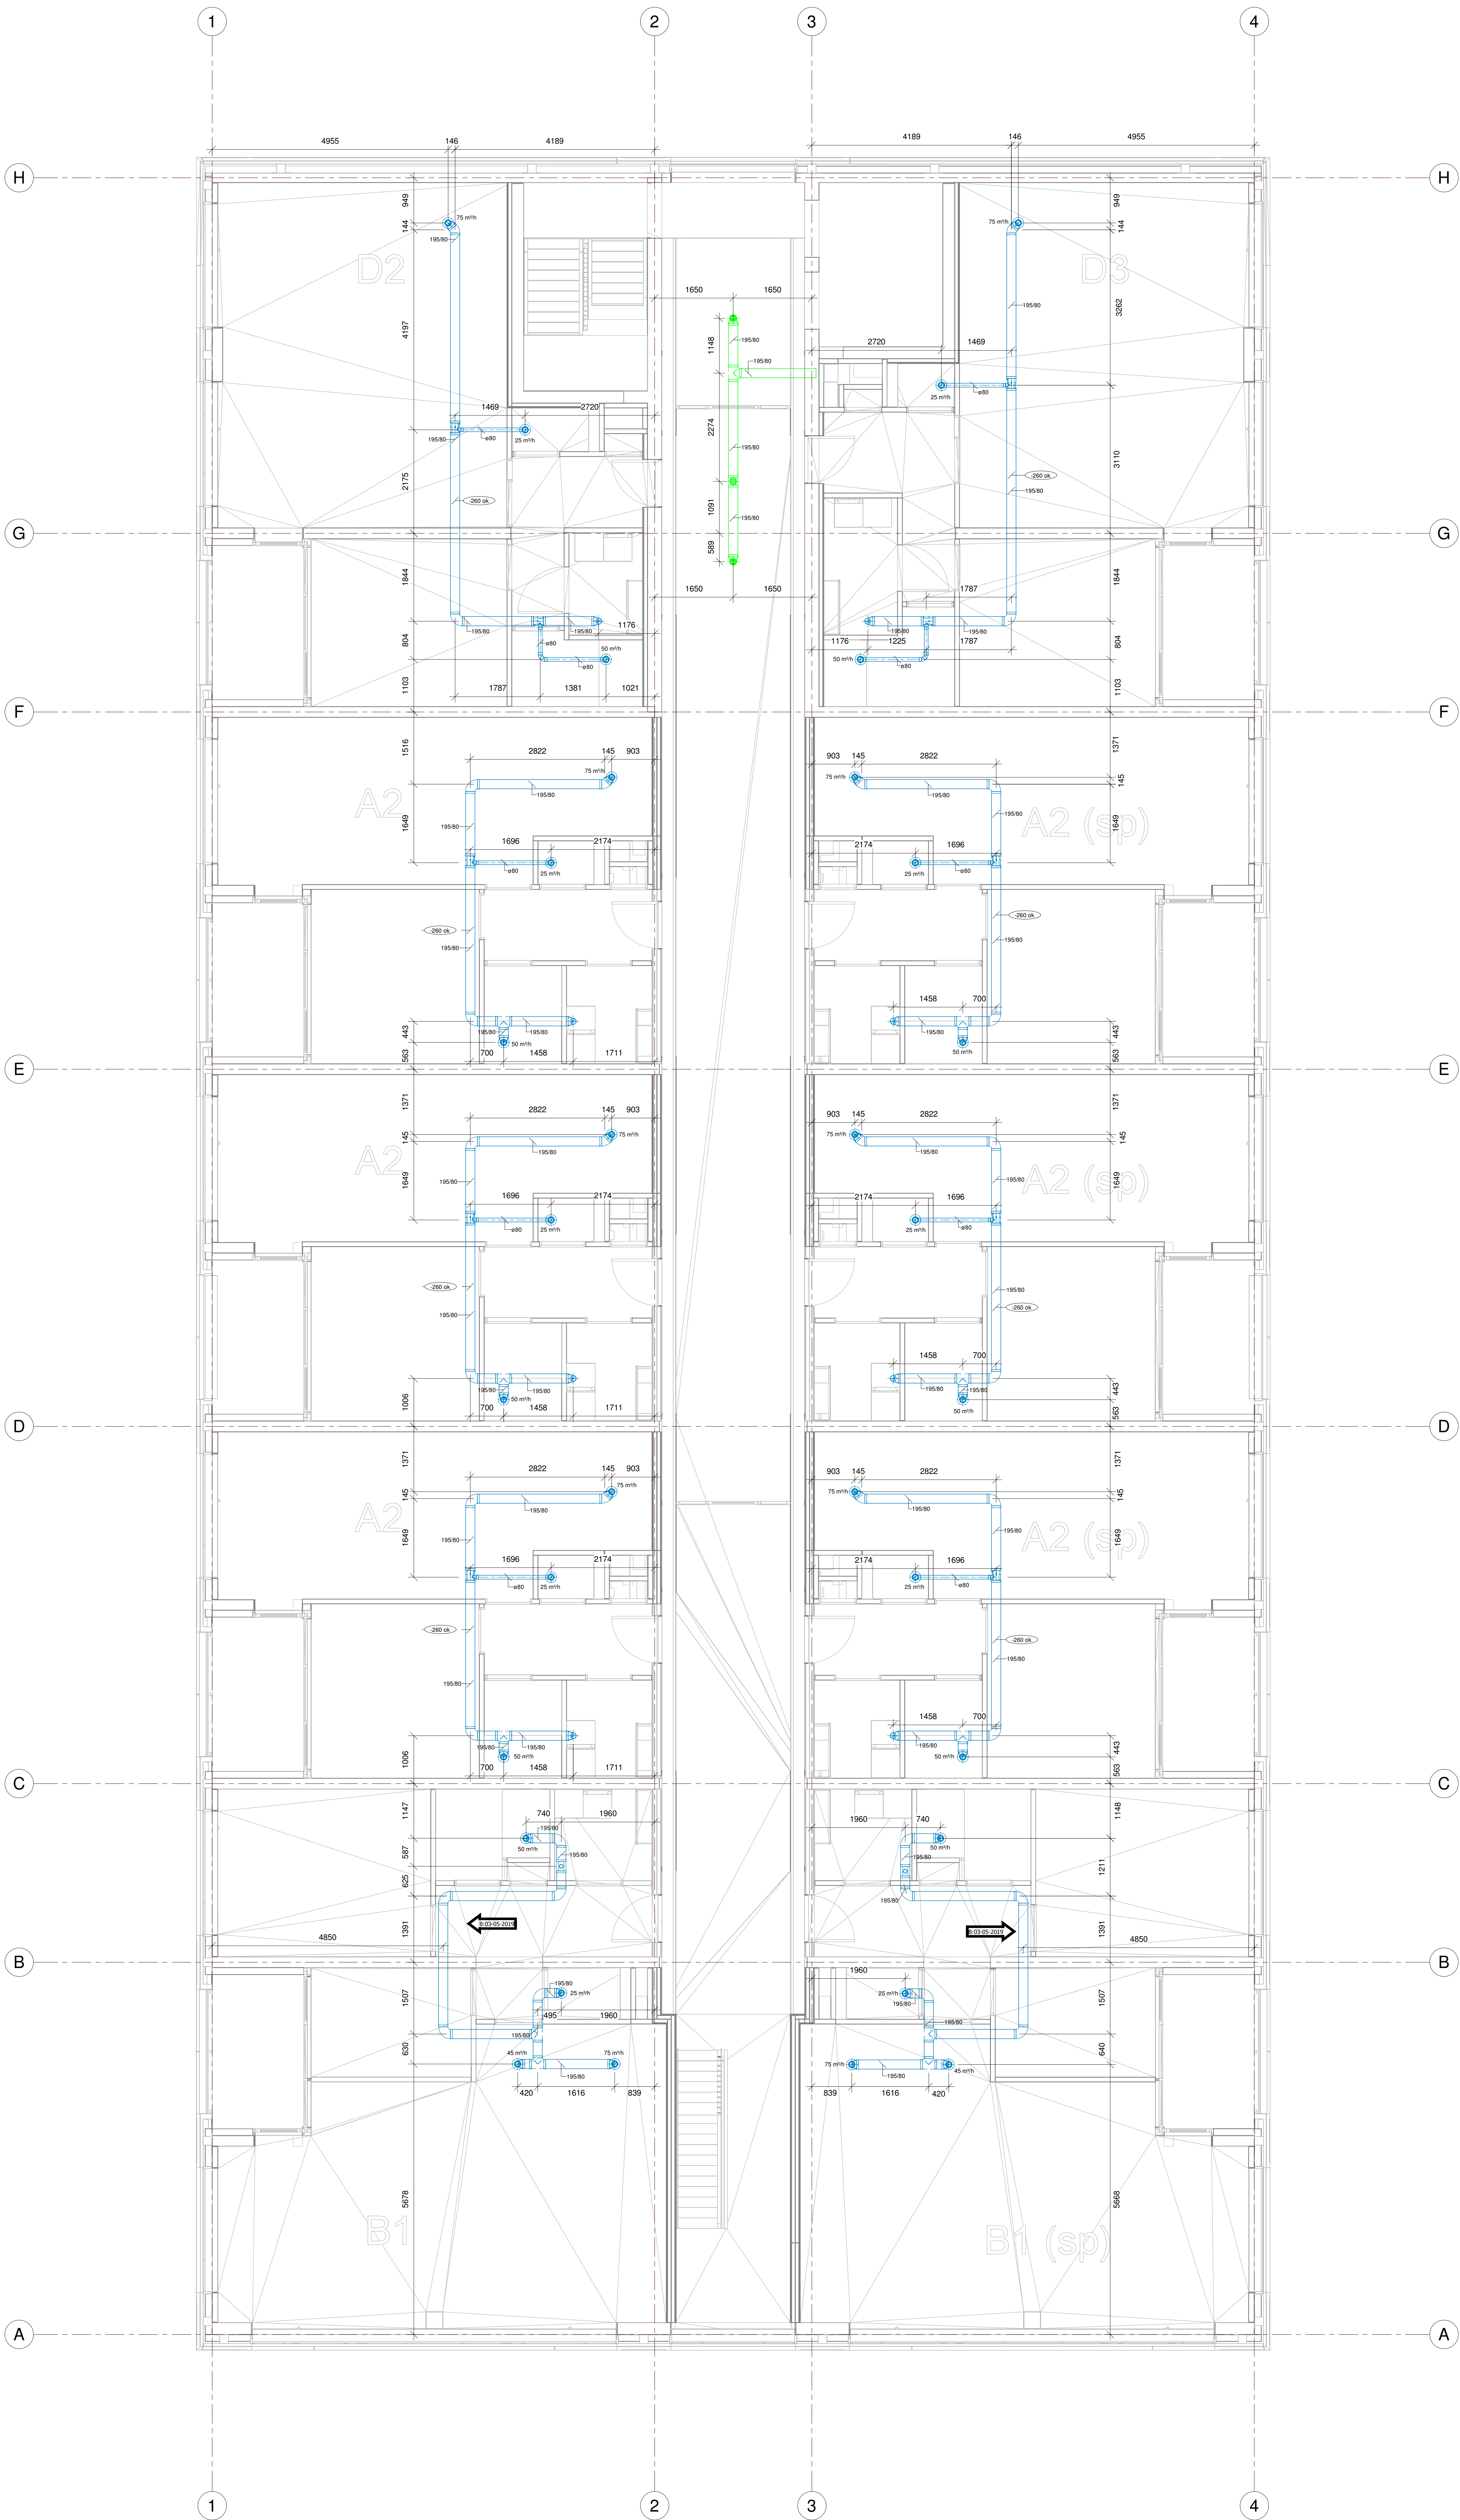 1 2 3 4
4955 146 4189 4189 146 4955
H H
949 949
75 m³/h 75 m³/h
144 144
195/80
D2 D3
1650 1650
3262
195/80
4197
1148
195/80
2720 1469
195/80
ø80
25 m³/h
1469 2720
195/80
ø80
25 m³/h
2274
195/80
3110
2175
-260 ok -260 ok
195/80
1091
195/80
G G
589
1844 1844
1650 1650
1787
195/80 195/80 1176
195/80 195/80
1176 1225 1787
804 804
ø80
50 m³/h 50 m³/h
ø80 ø80
1103 1103
1787 1381 1021
F F
1516 1371
2822 145 903 903 145 2822
75 m³/h 75 m³/h
145
195/80 195/80
A2 A2 (sp)
1649 1649
195/80 195/80
1696 2174 2174 1696
ø80 ø80
25 m³/h 25 m³/h
-260 ok -260 ok
195/80 195/80
1458 700
443 443
195/80 195/80 195/80
50 m³/h 50 m³/h
563 563
700 1458 1711
E E
1371 1371
2822 145 903 903 145 2822
75 m³/h 75 m³/h
145 145
195/80 195/80
A2 A2 (sp)
1649 1649
195/80 195/80
1696 2174 2174 1696
ø80 ø80
25 m³/h 25 m³/h
-260 ok
195/80
195/80
-260 ok
1458 700
1006 443
195/80 195/80 195/80 195/80
50 m³/h 50 m³/h
563
700 1458 1711
D D
1371 1371
2822 145 903 903 145 2822
75 m³/h 75 m³/h
145 145
195/80 195/80
A2 A2 (sp)
1649 1649
195/80 195/80
1696 2174 2174 1696
ø80 ø80
25 m³/h 25 m³/h
-260 ok -260 ok
195/80 195/80
1458 700
1006 443
195/80 195/80 195/80
50 m³/h 50 m³/h
563
700 1458 1711
C C
1147 1148
740 1960 1960 740
195/80
50 m³/h 50 m³/h
587
195/80 195/80
1211
625
195/80
B:03-05-2019 B:03-05-2019
1391 1391
4850 4850
B B
1960
195/80
25 m³/h 25 m³/h
195/80
1507 1507
495 1960
195/80 195/80
630 640
45 m³/h 75 m³/h 75 m³/h 45 m³/h
195/80 195/80
420 1616 839 839 1616 420
5678 5668
B1 B1 (sp)
A A
1 2 3 4